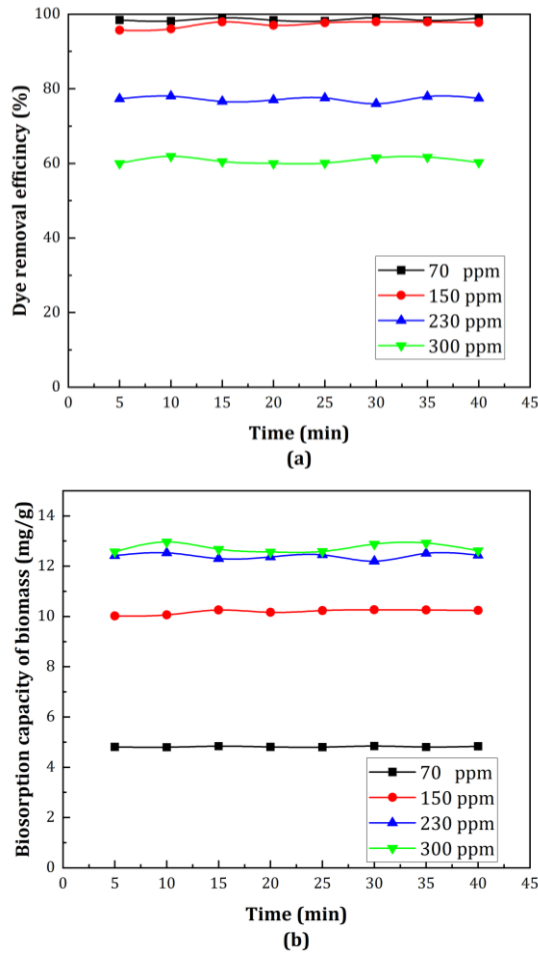 100
80
60
40
20
0
Dye removal efficincy (%)
70 ppm
150 ppm
230 ppm
300 ppm
0 5 10 15 20 25 30 35 40 45
Time (min)
(a)
14
12
10
8
6
4
2
0
Biosorption capacity of biomass (mg/g)
70 ppm
150 ppm
230 ppm
300 ppm
0 5 10 15 20 25 30 35 40 45
Time (min)
(b)